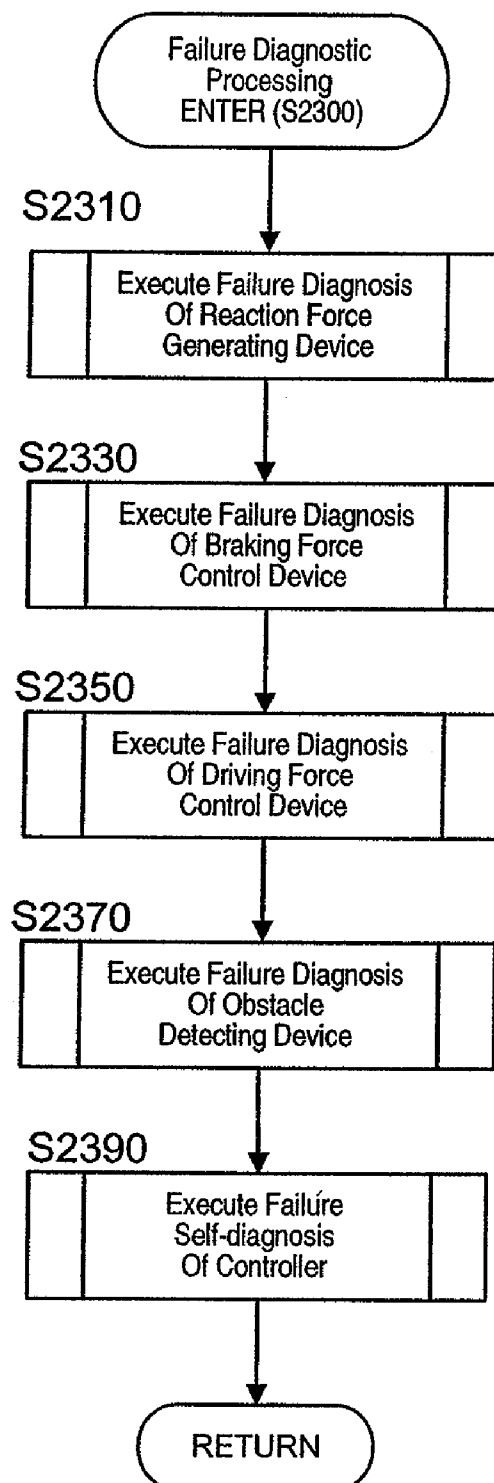 Failure Diagnostic
Processing
ENTER (S2300)
S2310
Execute Failure Diagnosis
Of Reaction Force
Generating Device
S2330
Execute Failure Diagnosis
Of Braking Force
Control Device
S2350
Execute Failure Diagnosis
Of Driving Force
Control Device
S2370
Execute Failure Diagnosis
Of Obstacle
Detecting Device
S2390
Execute Failure
Self-diagnosis
Of Controller
RETURN